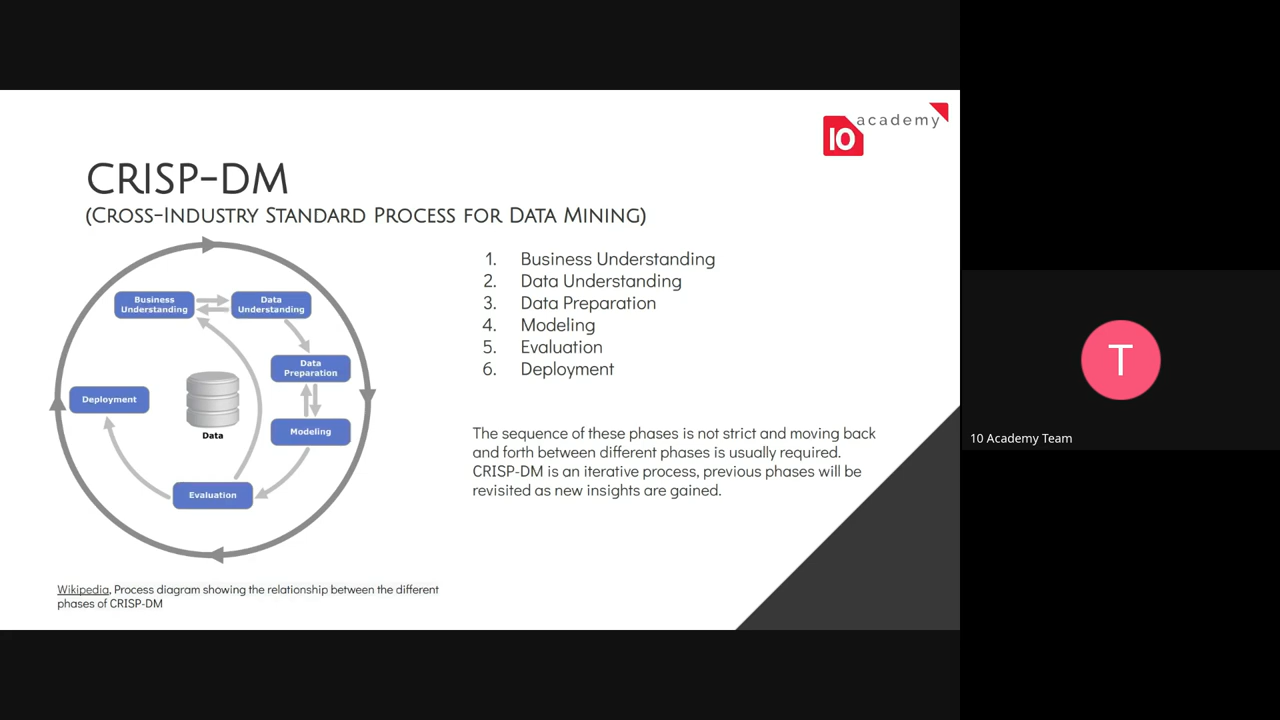 10 academy
CRISP-DM
(Cross-Industry Standard Process for Data Mining)
Business
Understanding
Data
Understanding
Data
Preparation
Modeling
Evaluation
Deployment
Data
1. Business Understanding
2. Data Understanding
3. Data Preparation
4. Modeling
5. Evaluation
6. Deployment
The sequence of these phases is not strict and moving back
and forth between different phases is usually required.
CRISP-DM is an iterative process, previous phases will be
revisited as new insights are gained.
Wikipedia, Process diagram showing the relationship between the different
phases of CRISP-DM
T
10 Academy Team